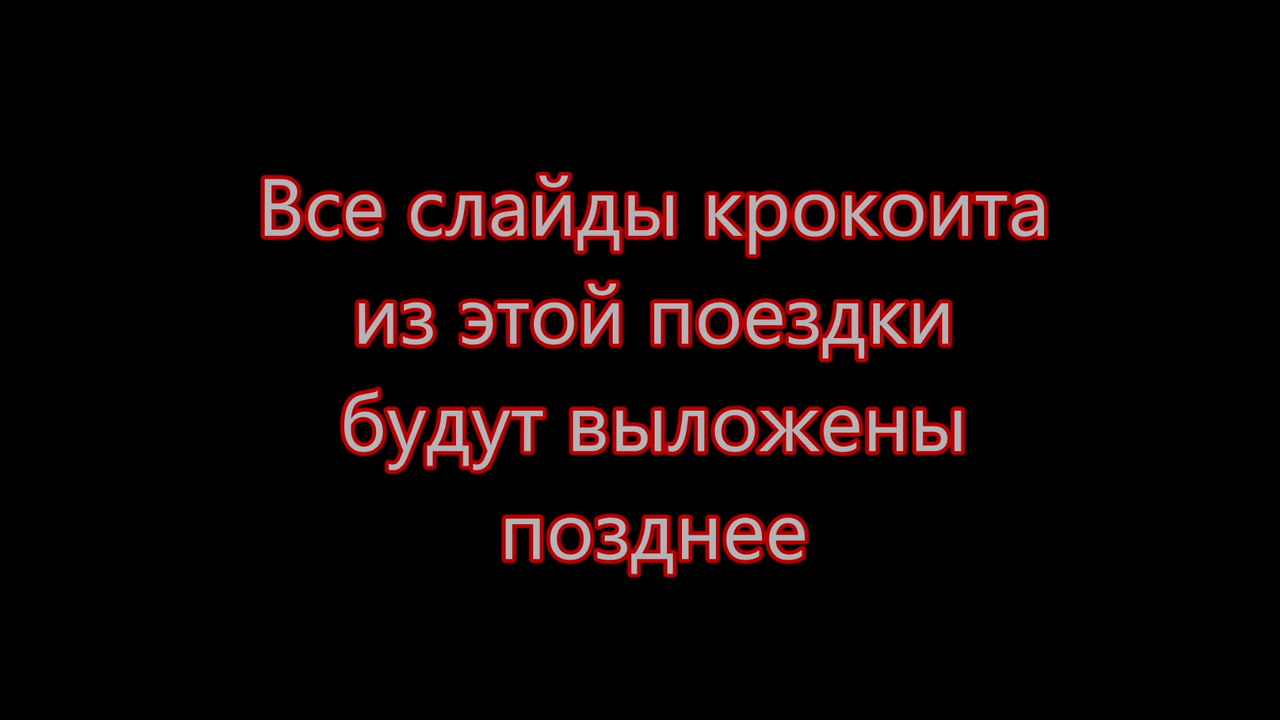 Все слайды крокоита
из этой поездки
будут выложены
позднее